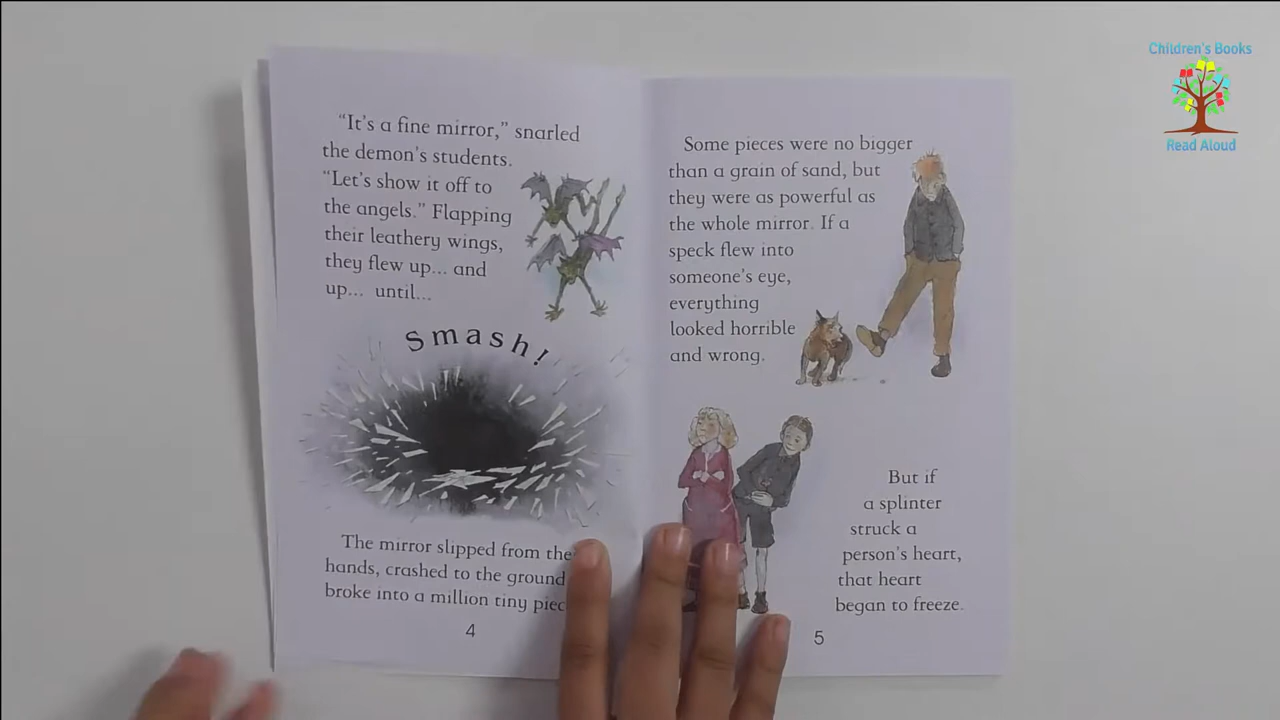 "It's a fine mirror," snarled
the demon's students.
"Let's show it off to
the angels." Flapping
their leathery wings,
they flew up... and
up... until...
Smash!
The mirror slipped from
hands, crashed to the ground
broke into a million tiny
4
Some pieces were no bigger
than a grain of sand, but
they were as powerful as
the whole mirror. If a
speck flew into
someone's eye,
everything
looked horrible
and wrong.
But if
a splinter
struck a
person's heart,
that heart
began to freeze.
5
Children's Books
Read Aloud